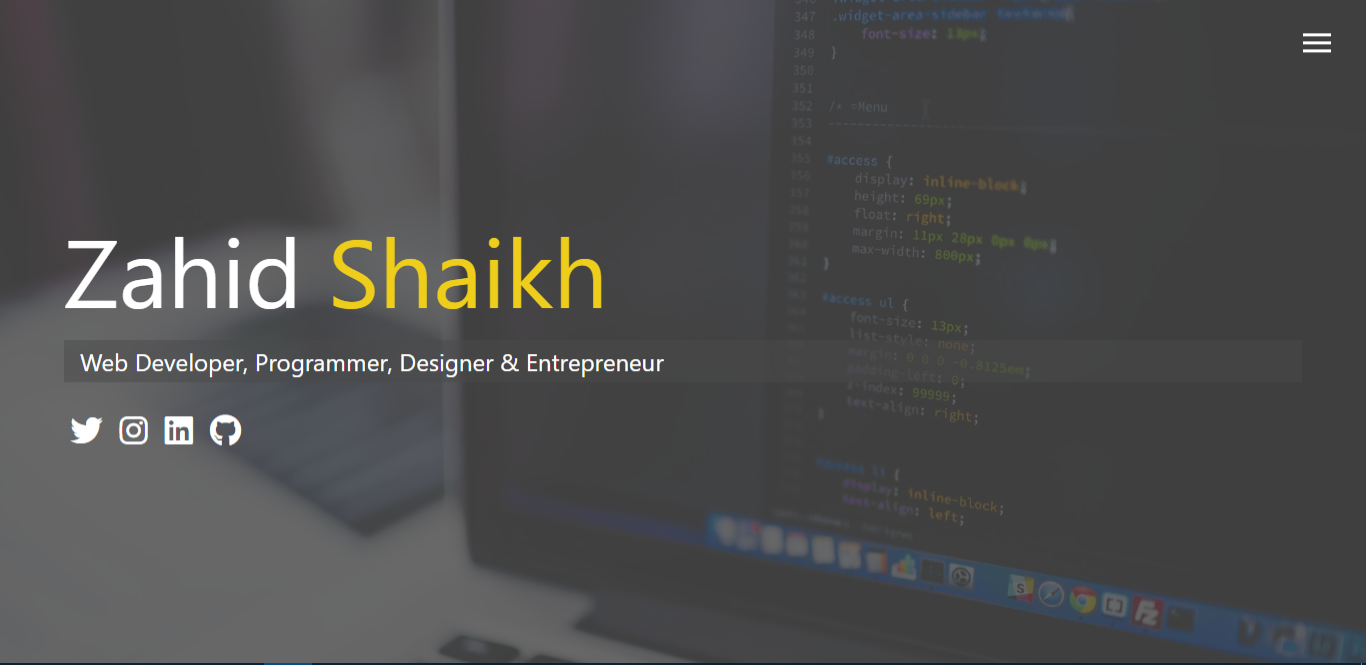 347 .widget-area-sidebar textarea{
348 font-size: 13px;
349 }
350
351
352 /* =Menu
353 --------------------
354
355 #access {
356 display: inline-block;
357 height: 69px;
358 float: right;
359 margin: 11px 28px 0px 0px;
360 max-width: 800px;
361 }
362
363 #access ul {
font-size: 13px;
list-style: none;
margin: 0 0 0 -0.8125em;
padding-left: 0;
z-index: 99999;
text-align: right;
}
#access li {
display: inline-block;
text-align: left;
Zahid Shaikh
Web Developer, Programmer, Designer & Entrepreneur
in